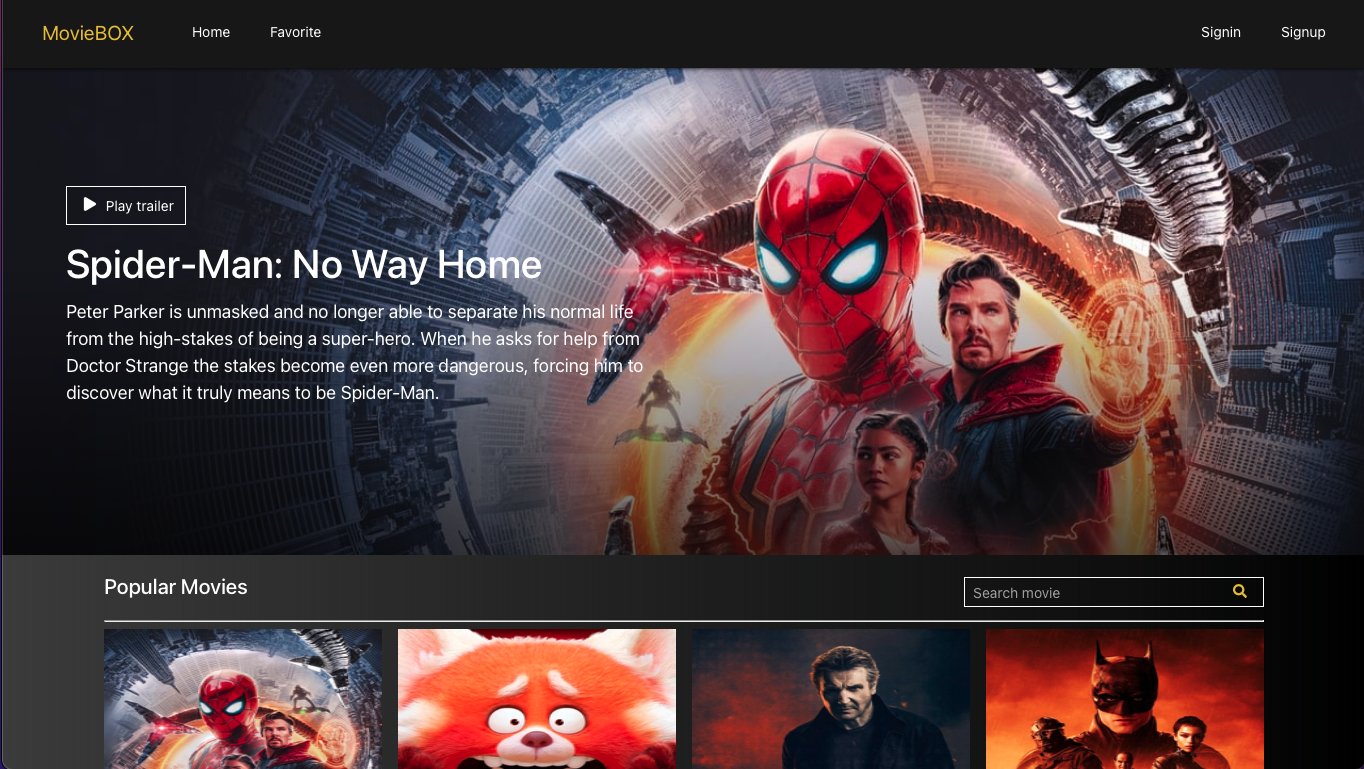 MovieBOX
Home
Favorite
Signin
Signup
Play trailer
Spider-Man: No Way Home
Peter Parker is unmasked and no longer able to separate his normal life
from the high-stakes of being a super-hero. When he asks for help from
Doctor Strange the stakes become even more dangerous, forcing him to
discover what it truly means to be Spider-Man.
Popular Movies
Search movie